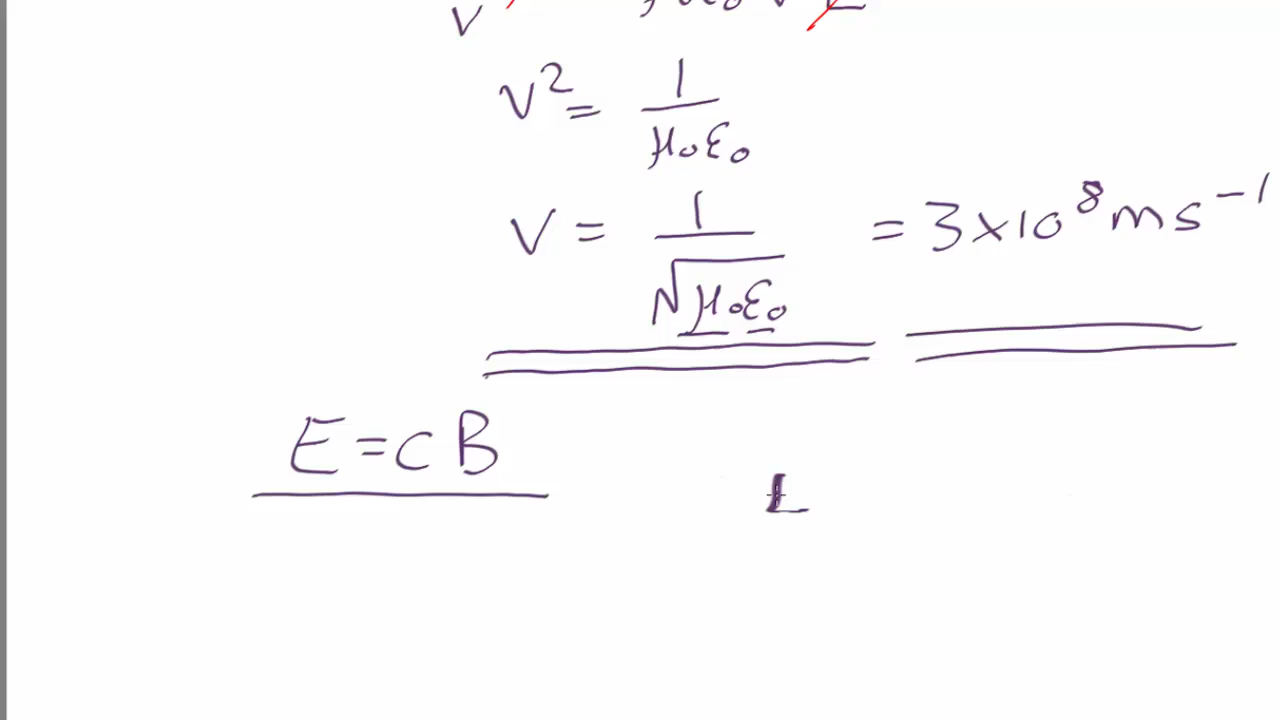 V² = 1/μ₀ε₀
V = 1/√μ₀ε₀ = 3×10⁸ ms⁻¹
E = cB